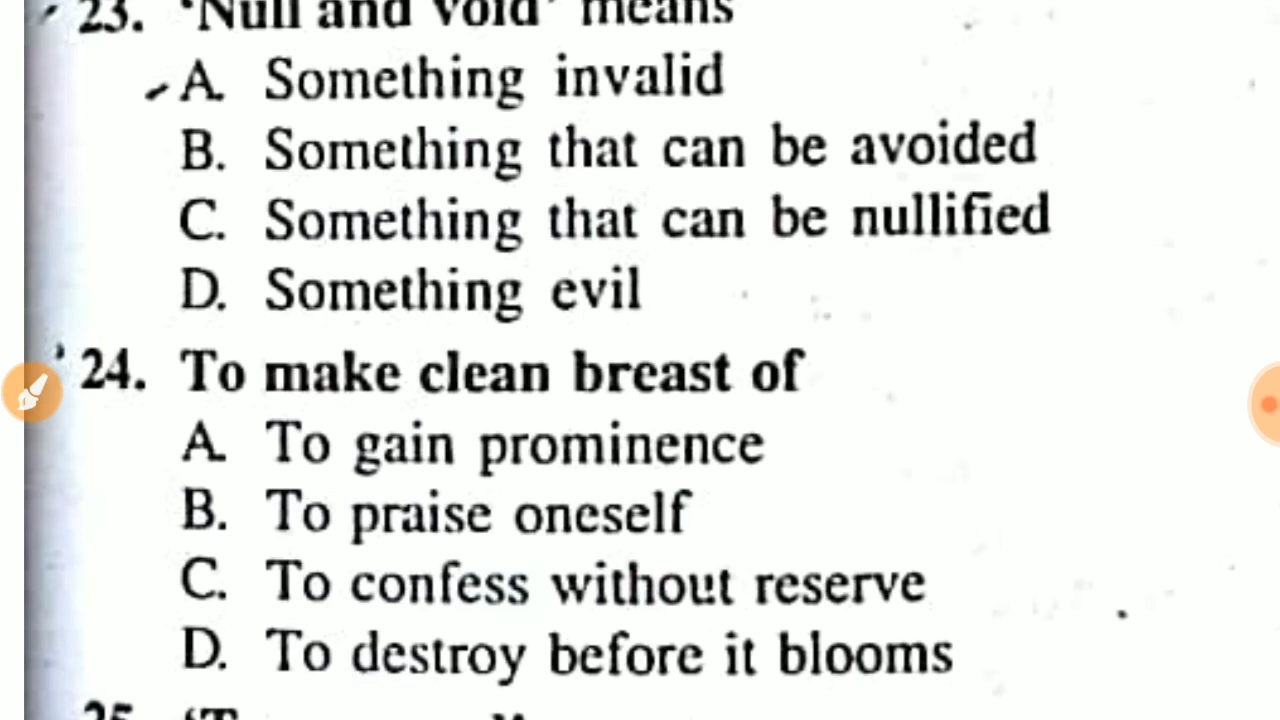 23. 'Null and Void' means
A. Something invalid
B. Something that can be avoided
C. Something that can be nullified
D. Something evil
24. To make clean breast of
A. To gain prominence
B. To praise oneself
C. To confess without reserve
D. To destroy before it blooms
25.